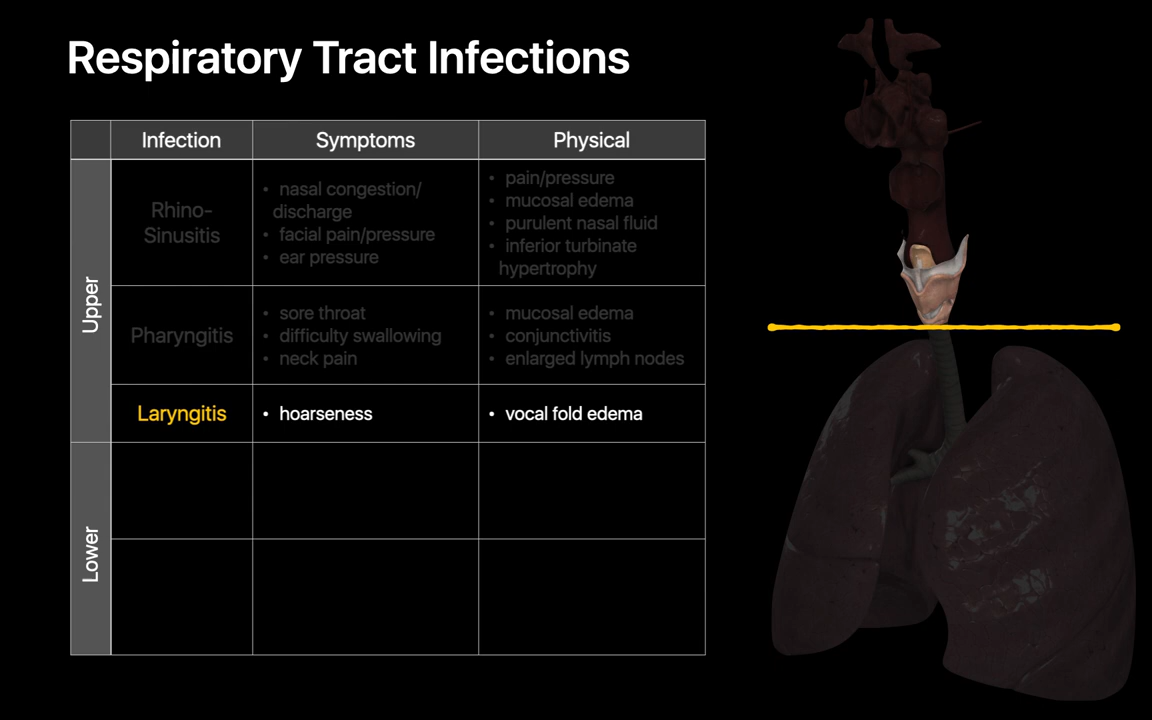 Respiratory Tract Infections
Infection
Symptoms
Physical
Upper
Rhino-
Sinusitis
• nasal congestion/
discharge
• facial pain/pressure
• ear pressure
• pain/pressure
• mucosal edema
• purulent nasal fluid
• inferior turbinate
hypertrophy
Pharyngitis
• sore throat
• difficulty swallowing
• neck pain
• mucosal edema
• conjunctivitis
• enlarged lymph nodes
Laryngitis
• hoarseness
• vocal fold edema
Lower